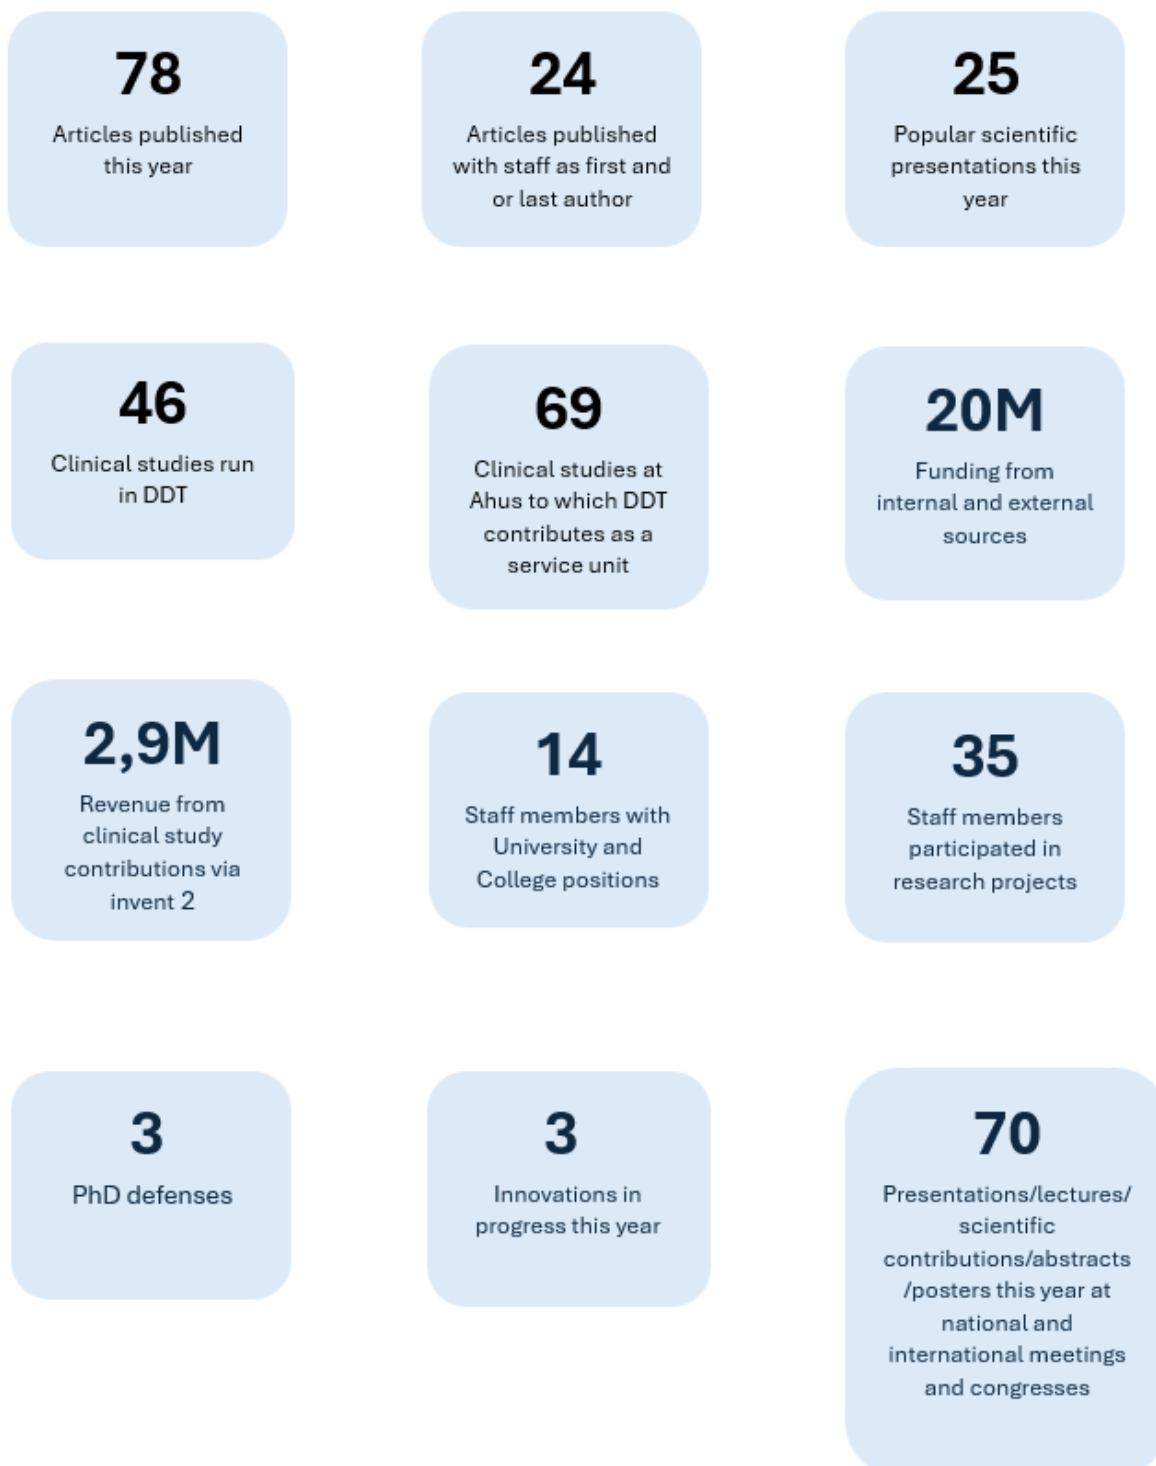 78
Articles published
this year
24
Articles published
with staff as first and
or last author
25
Popular scientific
presentations this
year
46
Clinical studies run
in DDT
69
Clinical studies at
Ahus to which DDT
contributes as a
service unit
20M
Funding from
internal and external
sources
2,9M
Revenue from
clinical study
contributions via
invent 2
14
Staff members with
University and
College positions
35
Staff members
participated in
research projects
3
PhD defenses
3
Innovations in
progress this year
70
Presentations/lectures/
scientific
contributions/abstracts
/posters this year at
national and
international meetings
and congresses